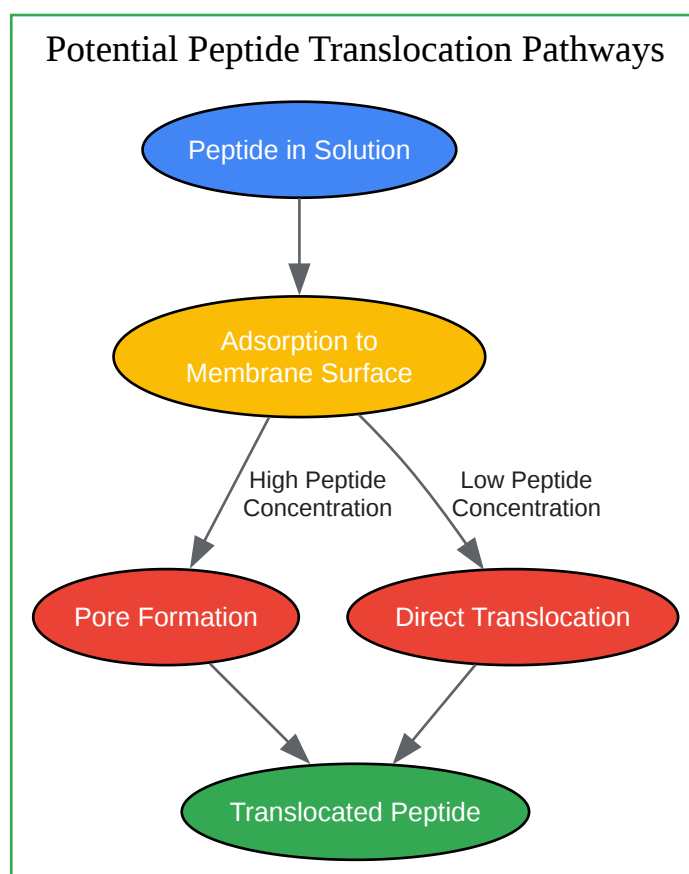 Potential Peptide Translocation Pathways
Peptide in Solution
Adsorption to
Membrane Surface
High Peptide
Concentration
Low Peptide
Concentration
Pore Formation
Direct Translocation
Translocated Peptide